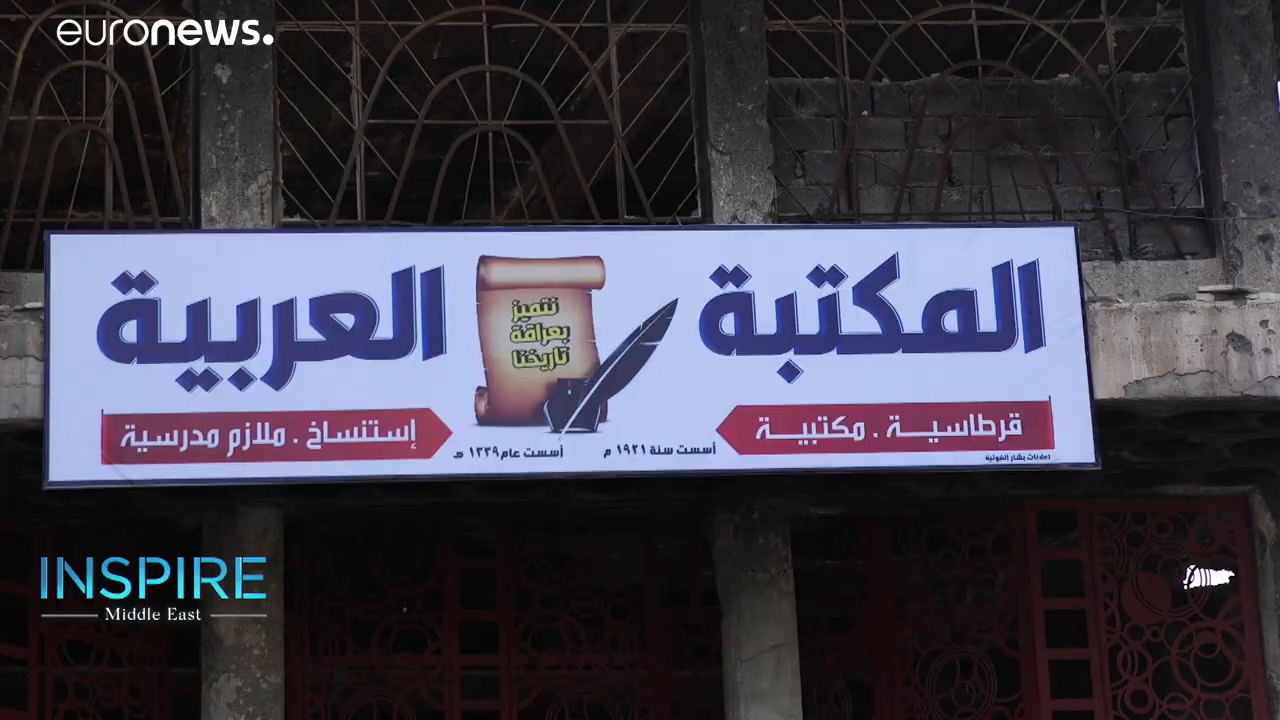 euronews.
المكتبة العربية
نتميز
بعراقة
تاريخنا
قرطاسية . مكتبية
إستنساخ . ملازم مدرسية
أسست سنة ١٩٢١ م
أسست عام ١٣٣٩ هـ
INSPIRE
Middle East